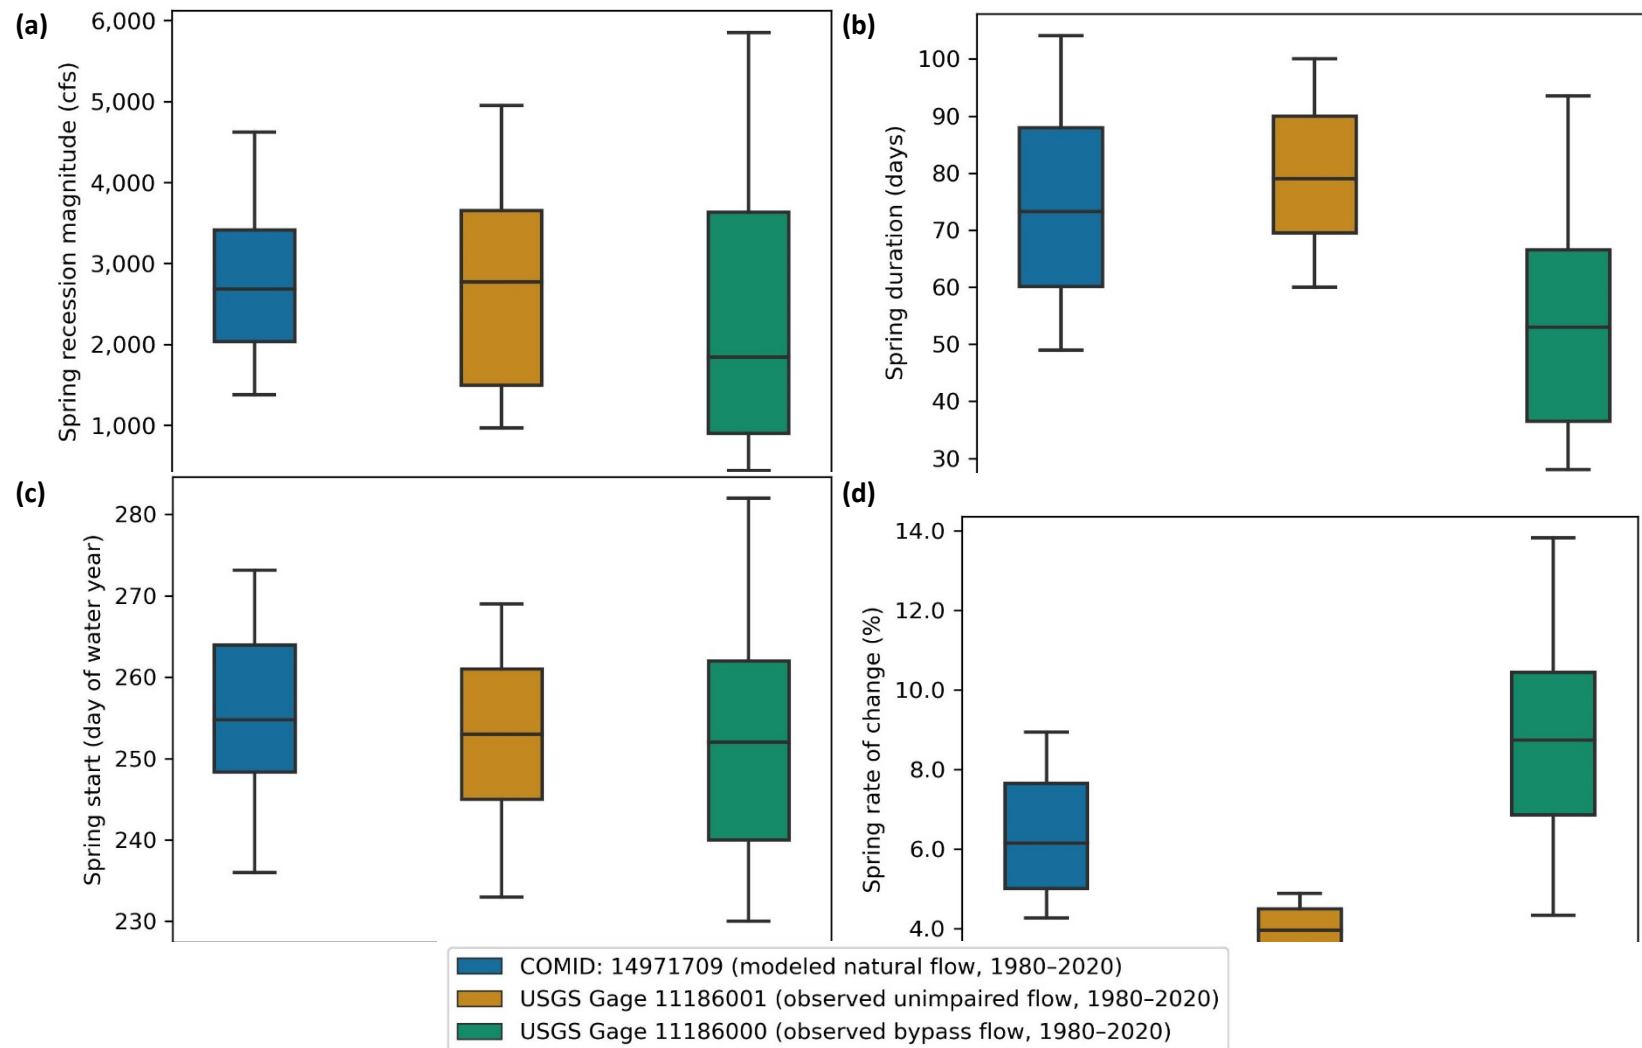 (a)
Spring recession magnitude (cfs)
6,000
5,000
4,000
3,000
2,000
1,000
(b)
Spring duration (days)
100
90
80
70
60
50
40
30
(c)
Spring start (day of water year)
280
270
260
250
240
230
(d)
Spring rate of change (%)
14.0
12.0
10.0
8.0
6.0
4.0
COMID: 14971709 (modeled natural flow, 1980–2020)
USGS Gage 11186001 (observed unimpaired flow, 1980–2020)
USGS Gage 11186000 (observed bypass flow, 1980–2020)